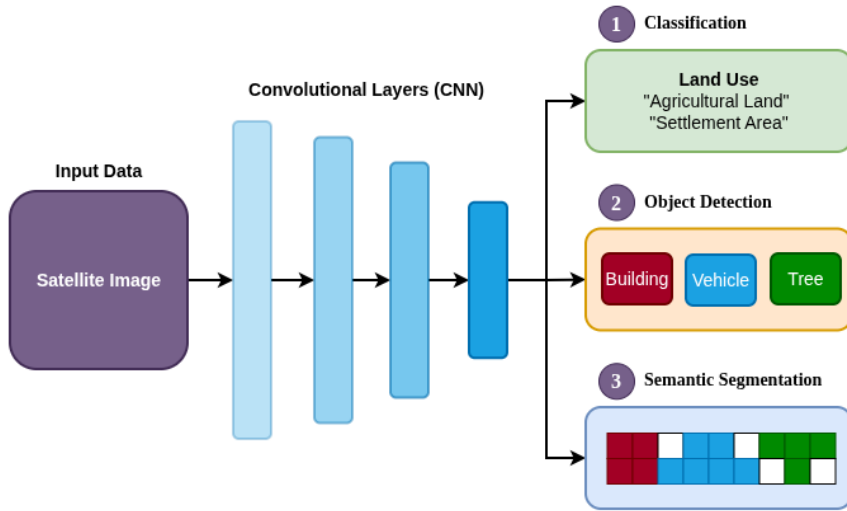 Input Data
Satellite Image
Convolutional Layers (CNN)
1 Classification
Land Use
"Agricultural Land"
"Settlement Area"
2 Object Detection
Building Vehicle Tree
3 Semantic Segmentation